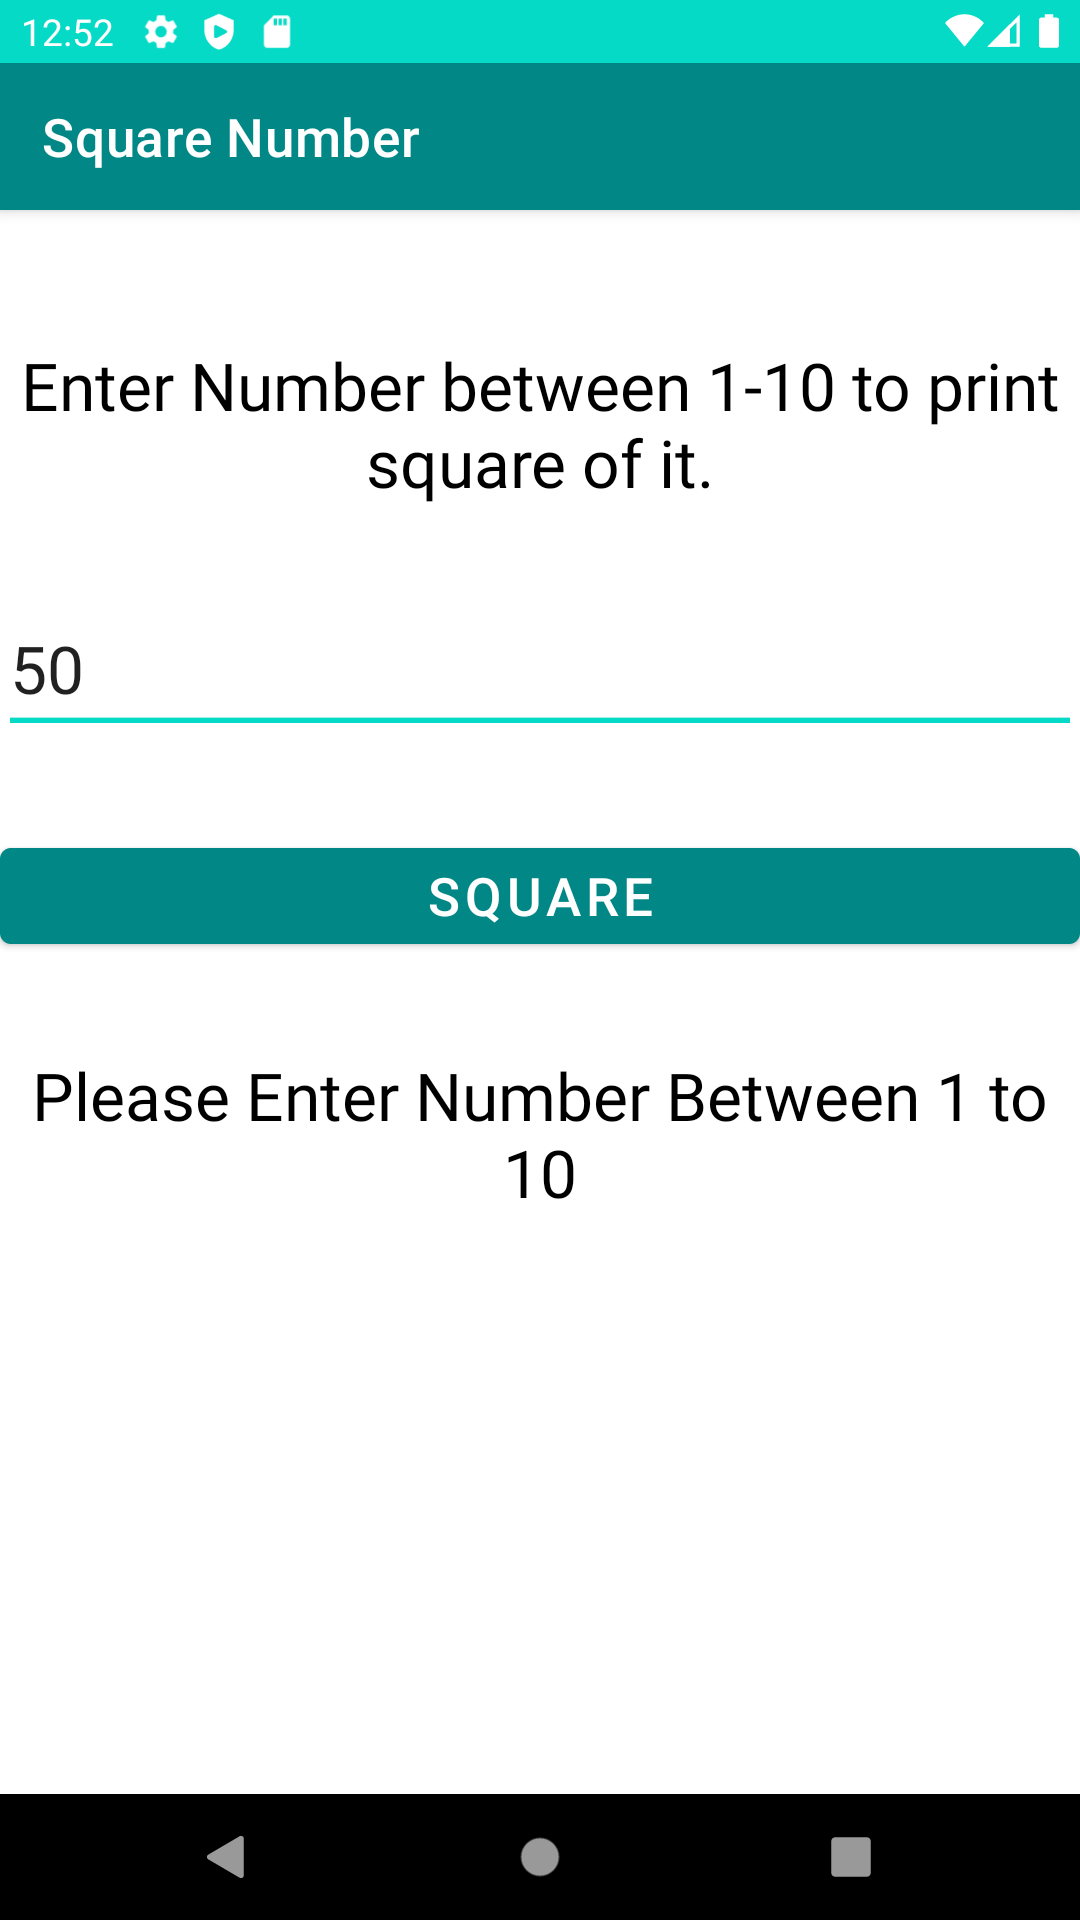 12:52
Square Number
Enter Number between 1-10 to print
square of it.
50
SQUARE
Please Enter Number Between 1 to
10